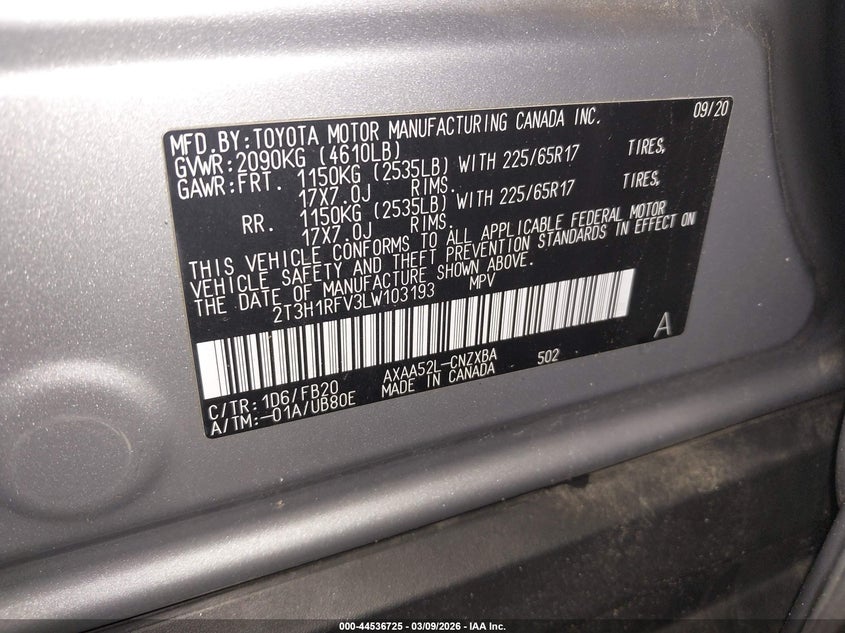 09/20
MFD.BY:TOYOTA MOTOR MANUFACTURING CANADA INC.
GVWR:2090KG (4610LB)
GAWR:FRT. 1150KG (2535LB) WITH 225/65R17 TIRES,
17X7.0J RIMS.
RR. 1150KG (2535LB) WITH 225/65R17 TIRES,
17X7.0J RIMS.
THIS VEHICLE CONFORMS TO ALL APPLICABLE FEDERAL MOTOR
VEHICLE SAFETY AND THEFT PREVENTION STANDARDS IN EFFECT ON
THE DATE OF MANUFACTURE SHOWN ABOVE.
2T3H1RFV3LW103193 MPV
A
C/TR: 1D6/FB20 AXAA52L-CNZXBA 502
A/TM:-01A/UB80E MADE IN CANADA
000-44536725 - 03/09/2026 - IAA Inc.